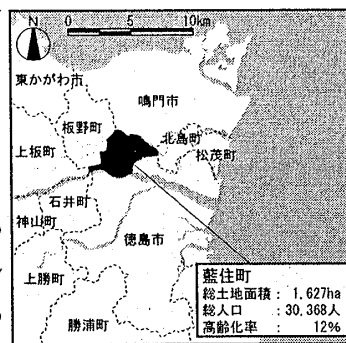 0 5 10km
東かがわ市
鳴門市
板野町
北島町
上板町
松茂町
石井町
神山町
徳島市
上勝町
勝浦町
藍住町
総土地面積： 1,627ha
総人口 ： 30,368人
高齢化率 ： 12%